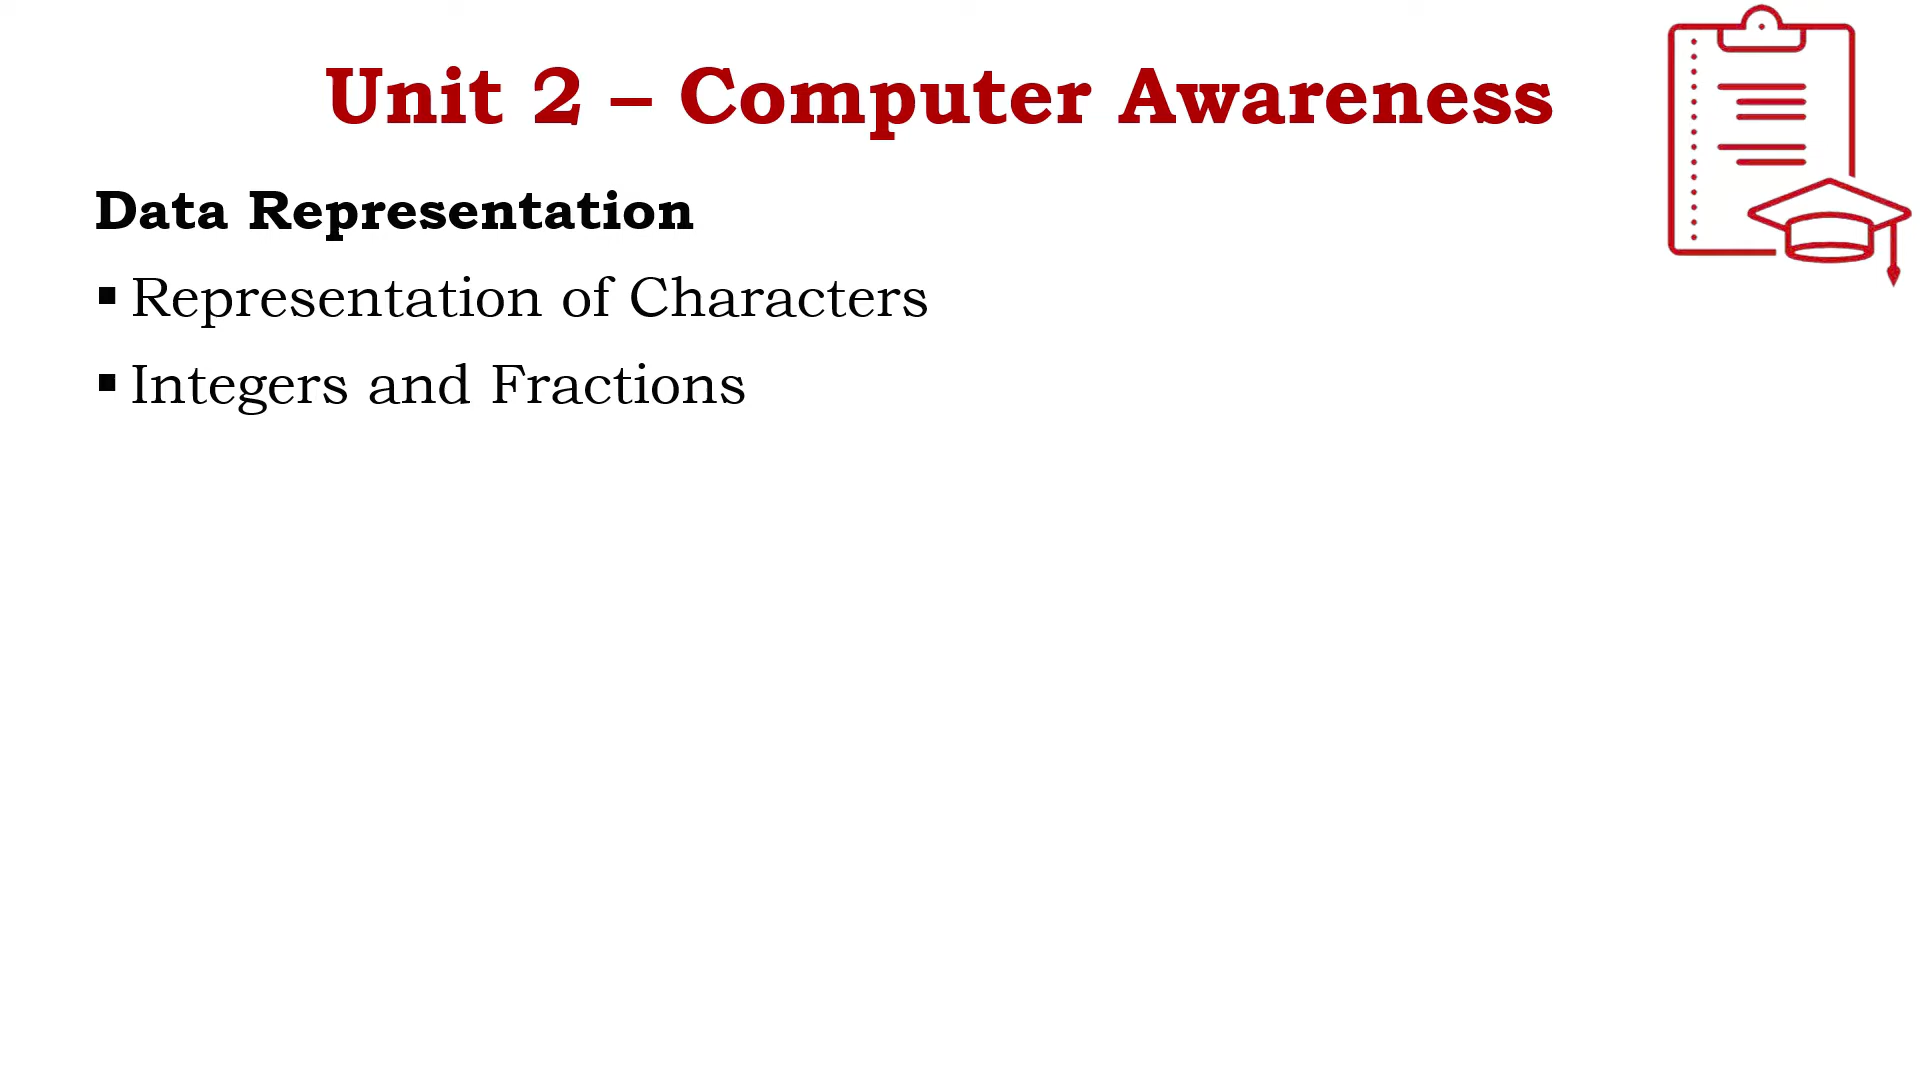 Unit 2 – Computer Awareness
Data Representation
▪ Representation of Characters
▪ Integers and Fractions